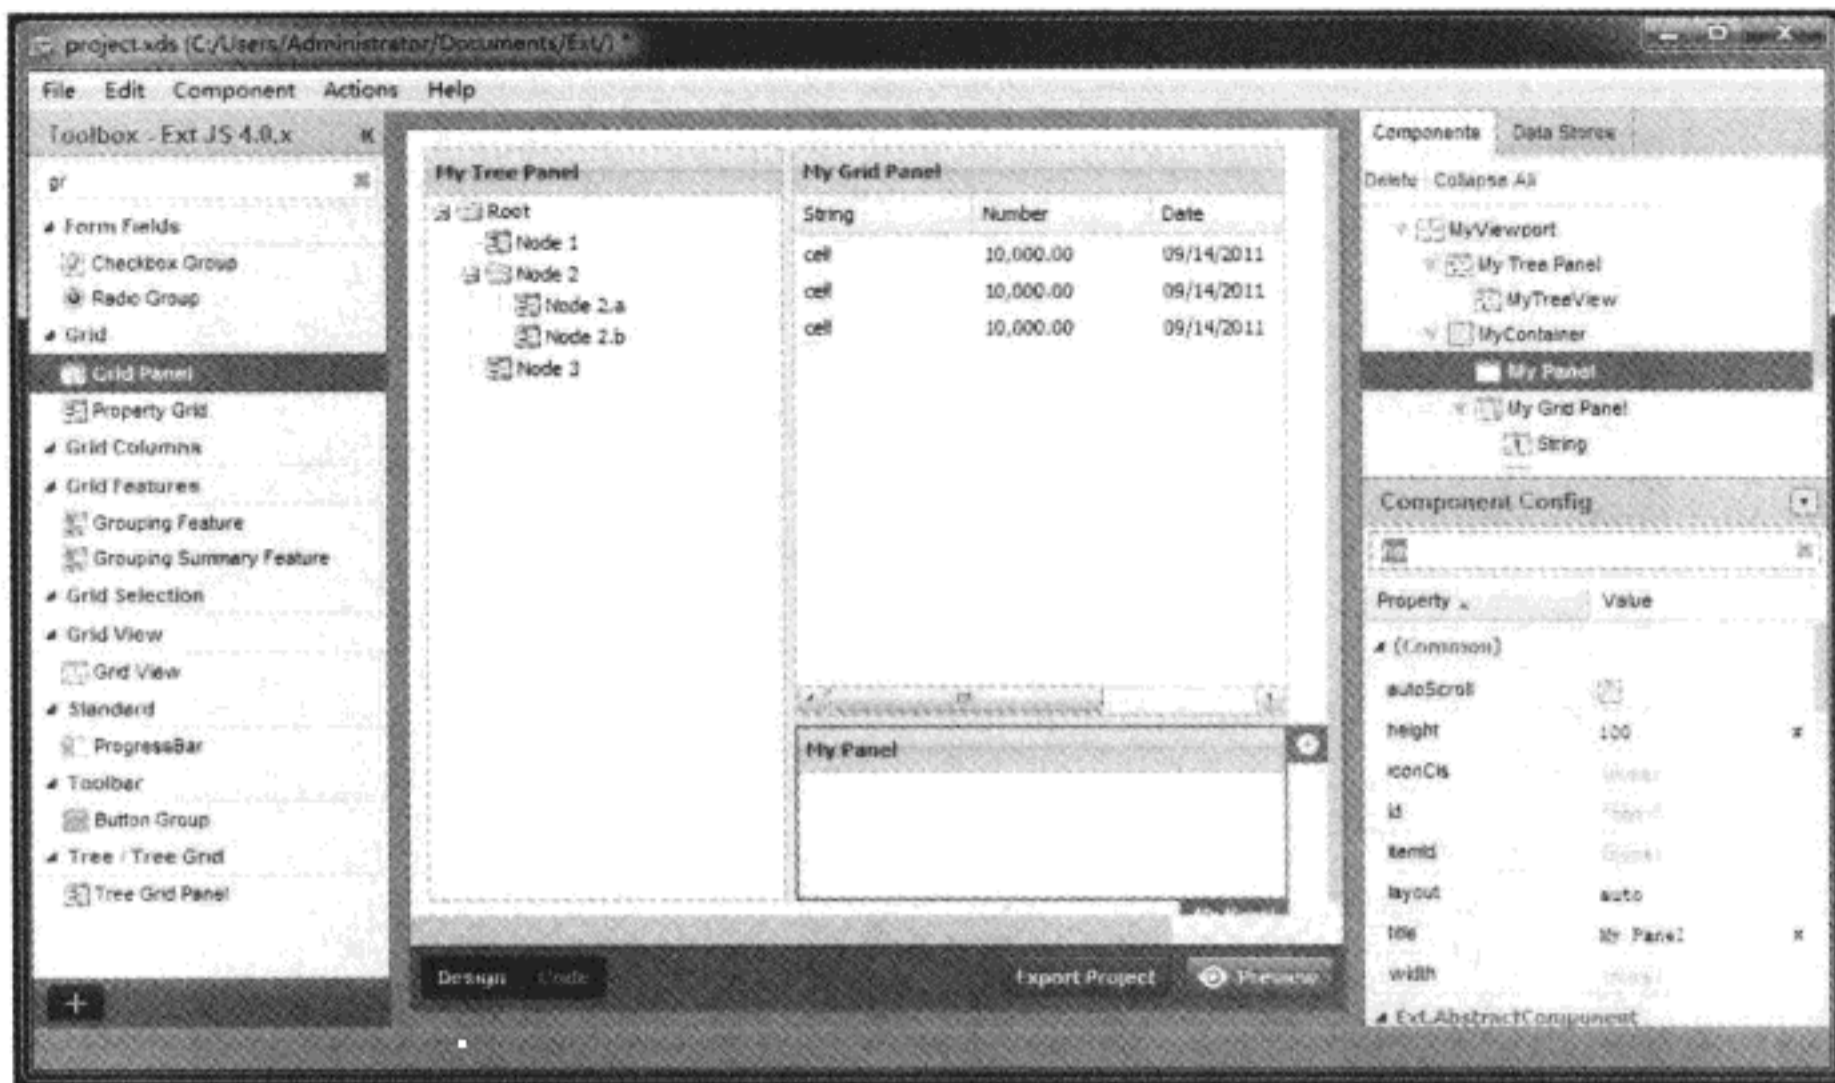 project.xds (C:/Users/Administrator/Documents/Ext/) *
File Edit Component Actions Help
Toolbox - Ext JS 4.0.x
gr
Form Fields
Checkbox Group
Radio Group
Grid
Grid Panel
Property Grid
Grid Columns
Grid Features
Grouping Feature
Grouping Summary Feature
Grid Selection
Grid View
Grid View
Standard
ProgressBar
Toolbar
Button Group
Tree / Tree Grid
Tree Grid Panel
My Tree Panel
Root
Node 1
Node 2
Node 2.a
Node 2.b
Node 3
My Grid Panel
String Number Date
cell 10,000.00 09/14/2011
cell 10,000.00 09/14/2011
cell 10,000.00 09/14/2011
My Panel
Design Code Export Project Preview
Components Data Stores
Delete Collapse All
MyViewport
My Tree Panel
MyTreeView
MyContainer
My Panel
My Grid Panel
String
Component Config
Property Value
(Common)
autoScroll
height 100
iconCls
id
itemId
layout auto
title My Panel
width
Ext.AbstractComponent